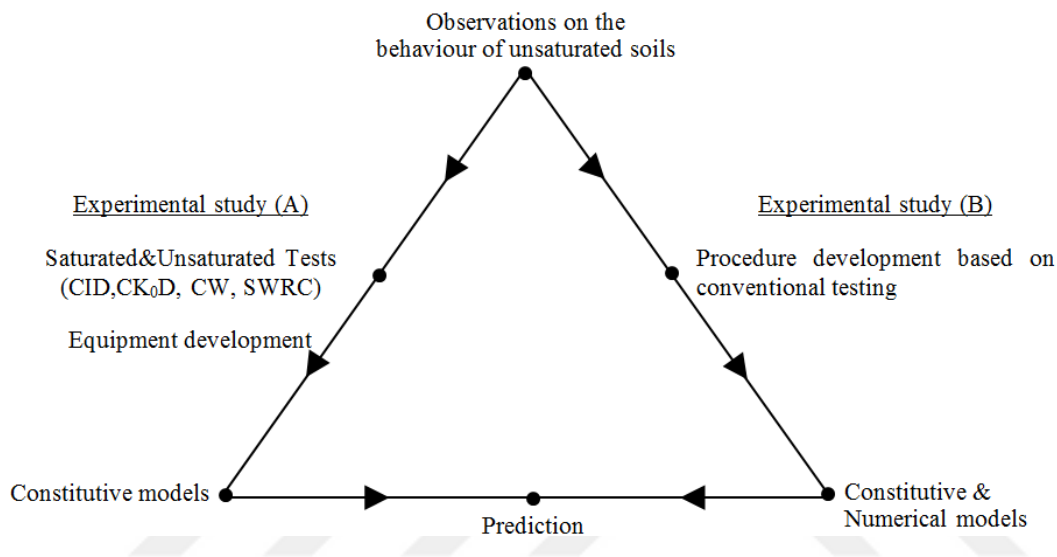 Observations on the
behaviour of unsaturated soils
Experimental study (A)
Saturated&Unsaturated Tests
(CID,CK₀D, CW, SWRC)
Equipment development
Experimental study (B)
Procedure development based on
conventional testing
Constitutive models
Prediction
Constitutive &
Numerical models